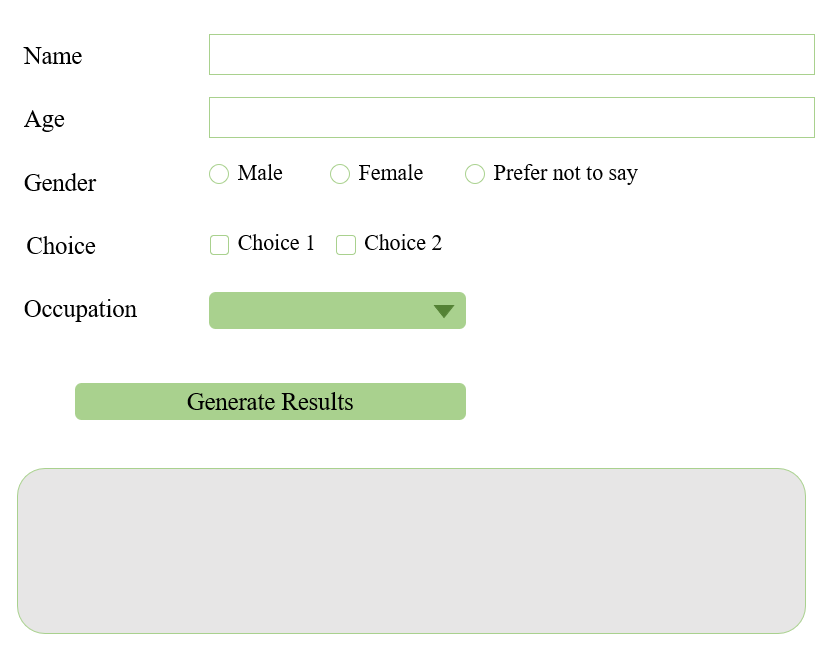 Name
Age
Gender Male Female Prefer not to say
Choice Choice 1 Choice 2
Occupation
Generate Results